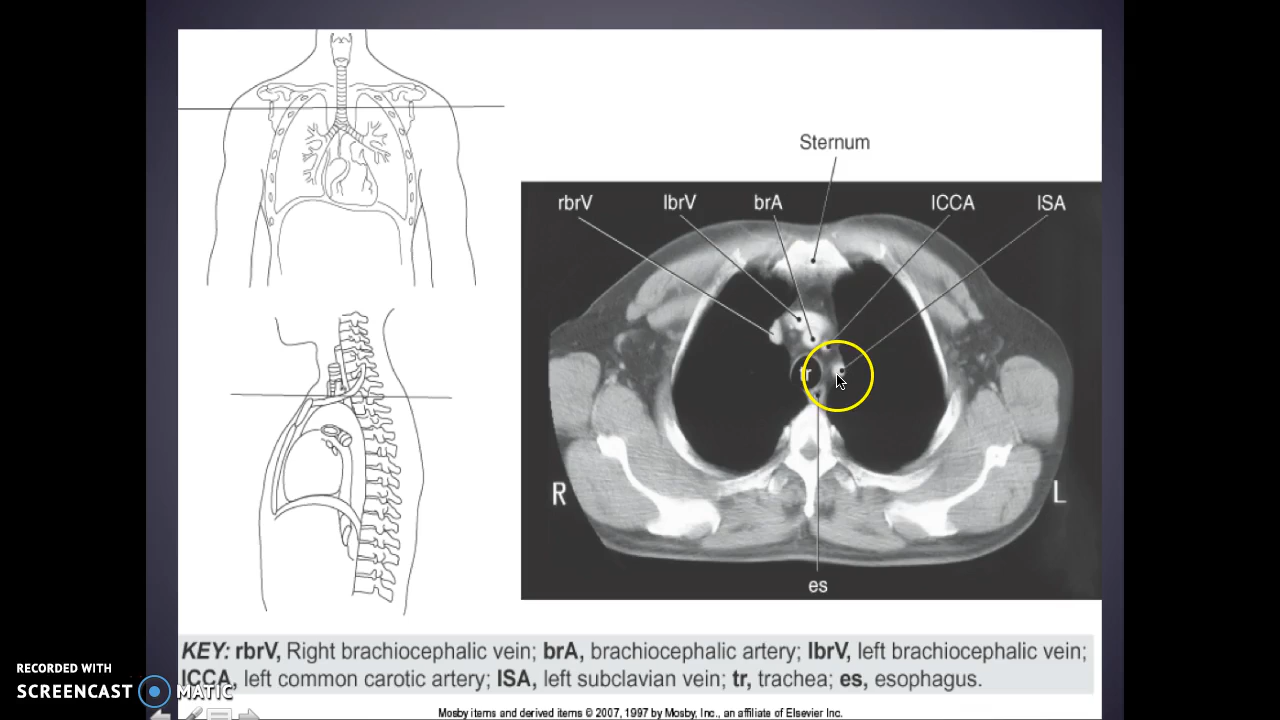 Sternum
rbrV lbrV brA lCCA lSA
tr
R L
es
KEY: rbrV, Right brachiocephalic vein; brA, brachiocephalic artery; lbrV, left brachiocephalic vein;
lCCA, left common carotic artery; lSA, left subclavian vein; tr, trachea; es, esophagus.
Mosby items and derived items © 2007, 1997 by Mosby, Inc., an affiliate of Elsevier Inc.
RECORDED WITH
SCREENCAST MATIC